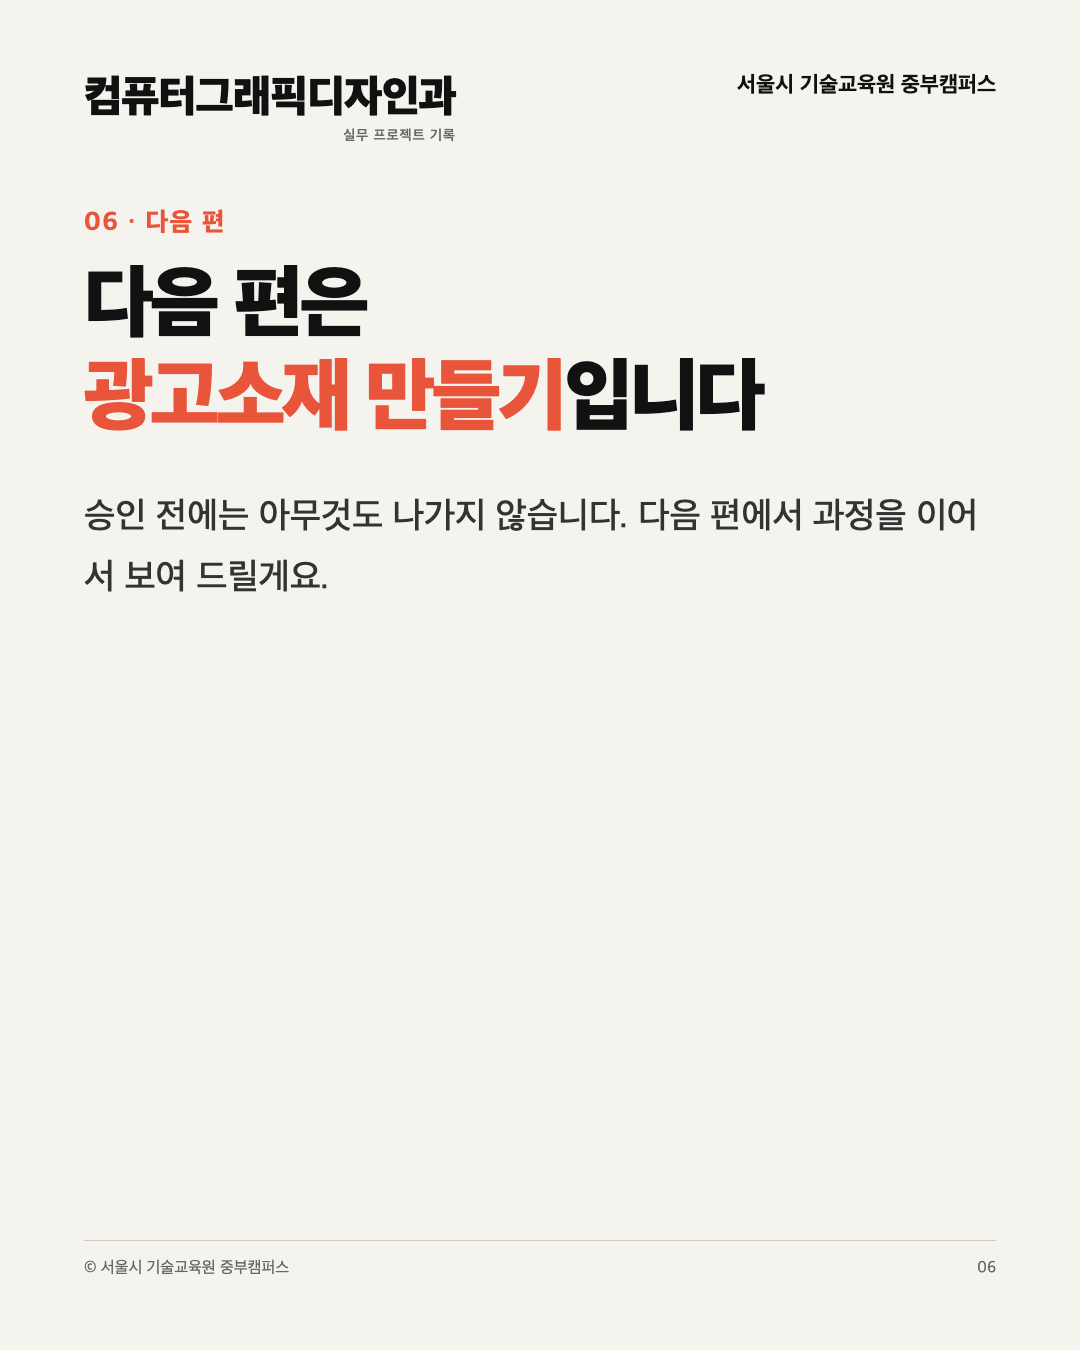 컴퓨터그래픽디자인과
서울시 기술교육원 중부캠퍼스
실무 프로젝트 기록
06 · 다음 편
다음 편은
광고소재 만들기입니다
승인 전에는 아무것도 나가지 않습니다. 다음 편에서 과정을 이어
서 보여 드릴게요.
© 서울시 기술교육원 중부캠퍼스
06